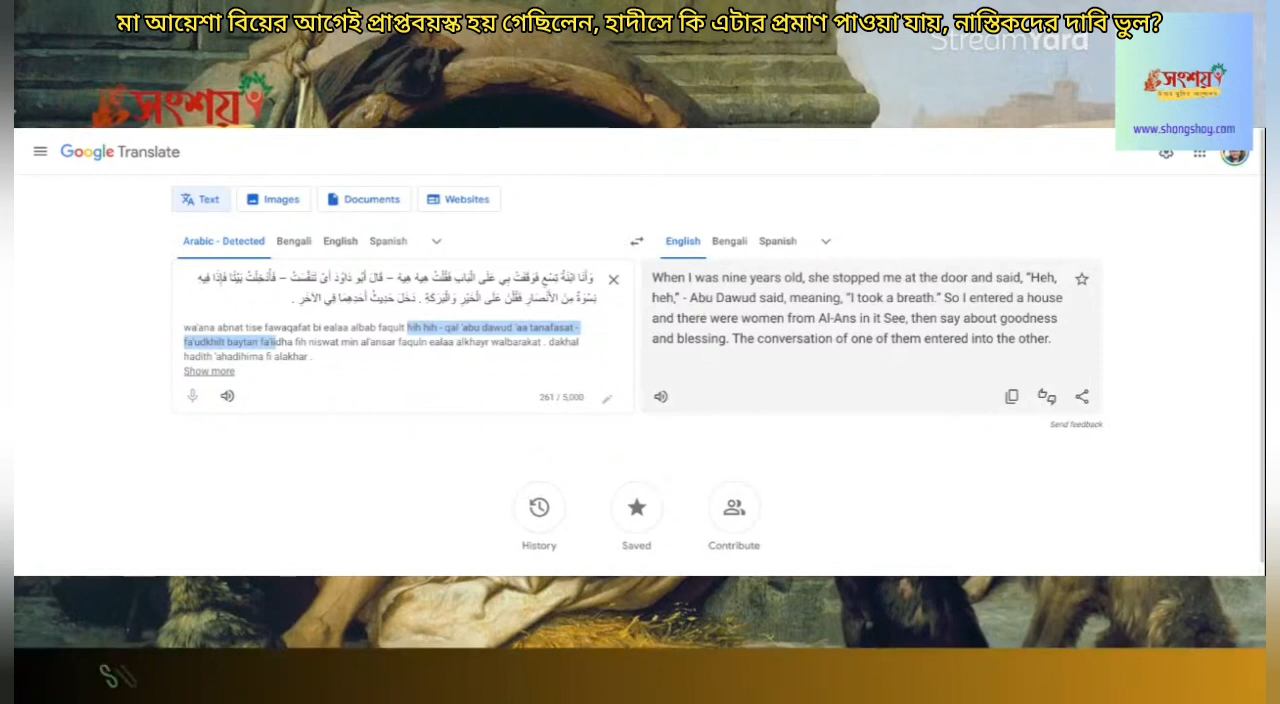 মা আয়েশা বিয়ের আগেই প্রাপ্তবয়স্ক হয় গেছিলেন, হাদীসে কি এটার প্রমাণ পাওয়া যায়, নাস্তিকদের দাবি ভুল?
StreamYard
সংশয়
সংশয়
www.shongshoy.com
Google Translate
Text Images Documents Websites
Arabic - Detected Bengali English Spanish
English Bengali Spanish
وَأَنَا ابْنَةُ تِسْعٍ فَوَقَفَتْ بِي عَلَى الْبَابِ فَقُلْتُ هِيهْ هِيهْ – قَالَ أَبُو دَاوُدَ أَىْ تَنَفَّسَتْ – فَأُدْخِلْتُ بَيْتًا فَإِذَا فِيهِ
نِسْوَةٌ مِنَ الأَنْصَارِ فَقُلْنَ عَلَى الْخَيْرِ وَالْبَرَكَةِ . دَخَلَ حَدِيثُ أَحَدِهِمَا فِي الآخَرِ .
wa'ana abnat tise fawaqafat bi ealaa albab faqult hih hih - qal 'abu dawud 'aa tanafasat -
fa'udkhilt baytan fa'iidha fih niswat min al'ansar faquln ealaa alkhayr walbarakat . dakhal
hadith 'ahadihima fi alakhar .
Show more
261 / 5,000
When I was nine years old, she stopped me at the door and said, "Heh,
heh," - Abu Dawud said, meaning, "I took a breath." So I entered a house
and there were women from Al-Ans in it See, then say about goodness
and blessing. The conversation of one of them entered into the other.
Send feedback
History Saved Contribute